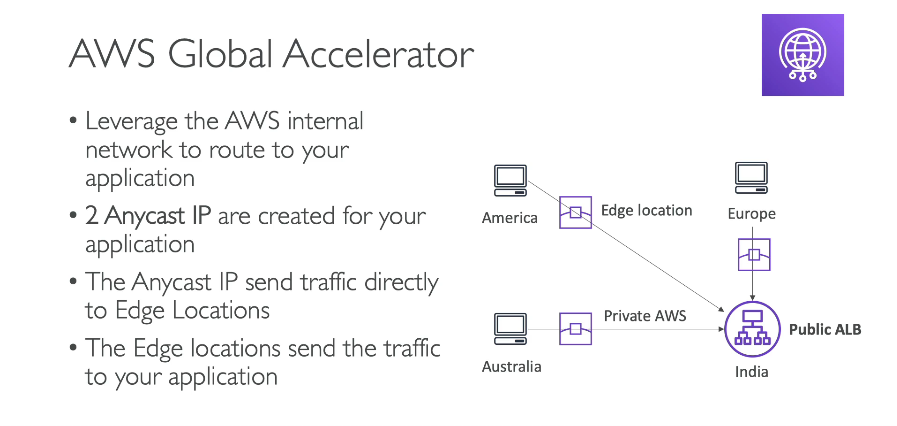 AWS Global Accelerator
• Leverage the AWS internal
network to route to your
application
• 2 Anycast IP are created for your
application
• The Anycast IP send traffic directly
to Edge Locations
• The Edge locations send the traffic
to your application
America
Edge location
Europe
Australia
Private AWS
Public ALB
India